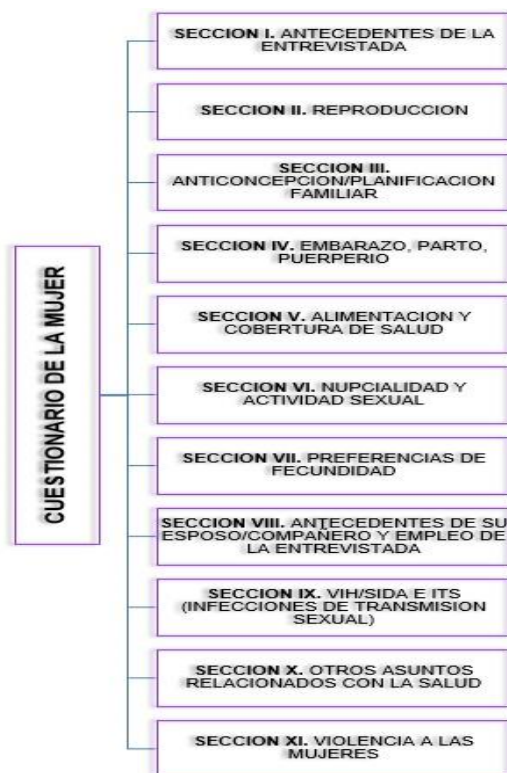 CUESTIONARIO DE LA MUJER
SECCION I. ANTECEDENTES DE LA
ENTREVISTADA
SECCION II. REPRODUCCION
SECCION III.
ANTICONCEPCION/PLANIFICACION
FAMILIAR
SECCION IV. EMBARAZO, PARTO,
PUERPERIO
SECCION V. ALIMENTACION Y
COBERTURA DE SALUD
SECCION VI. NUPCIALIDAD Y
ACTIVIDAD SEXUAL
SECCION VII. PREFERENCIAS DE
FECUNDIDAD
SECCION VIII. ANTECEDENTES DE SU
ESPOSO/COMPAÑERO Y EMPLEO DE
LA ENTREVISTADA
SECCION IX. VIH/SIDA E ITS
(INFECCIONES DE TRANSMISION
SEXUAL)
SECCION X. OTROS ASUNTOS
RELACIONADOS CON LA SALUD
SECCION XI. VIOLENCIA A LAS
MUJERES